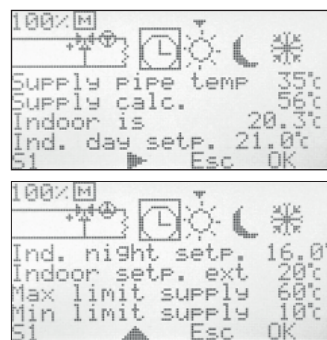 100% M
Supply pipe temp 35°c
Supply calc. 56°c
Indoor is 20.3°c
Ind. day setp. 21.0°c
S1 Esc OK
100% M
Ind. night setp. 16.0°
Indoor setp. ext 20°c
Max limit supply 60°c
Min limit supply 10°c
S1 Esc OK